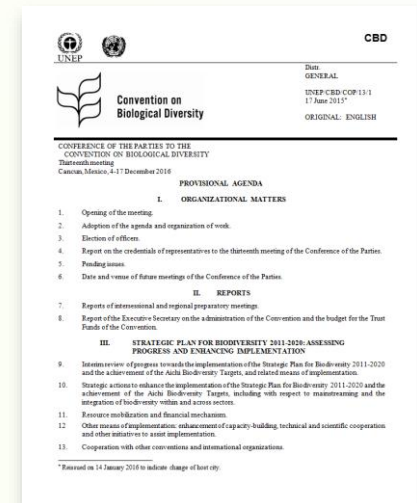 CBD
UNEP
Distr.
GENERAL
UNEP/CBD/COP/13/1
17 June 2015*
ORIGINAL: ENGLISH
Convention on
Biological Diversity
CONFERENCE OF THE PARTIES TO THE
CONVENTION ON BIOLOGICAL DIVERSITY
Thirteenth meeting
Cancun, Mexico, 4-17 December 2016
PROVISIONAL AGENDA
I. ORGANIZATIONAL MATTERS
1. Opening of the meeting.
2. Adoption of the agenda and organization of work.
3. Election of officers.
4. Report on the credentials of representatives to the thirteenth meeting of the Conference of the Parties.
5. Pending issues.
6. Date and venue of future meetings of the Conference of the Parties.
II. REPORTS
7. Reports of intersessional and regional preparatory meetings.
8. Report of the Executive Secretary on the administration of the Convention and the budget for the Trust
Funds of the Convention.
III. STRATEGIC PLAN FOR BIODIVERSITY 2011-2020: ASSESSING
PROGRESS AND ENHANCING IMPLEMENTATION
9. Interim review of progress towards the implementation of the Strategic Plan for Biodiversity 2011-2020
and the achievement of the Aichi Biodiversity Targets, and related means of implementation.
10. Strategic actions to enhance the implementation of the Strategic Plan for Biodiversity 2011-2020 and the
achievement of the Aichi Biodiversity Targets, including with respect to mainstreaming and the
integration of biodiversity within and across sectors.
11. Resource mobilization and financial mechanism.
12 Other means of implementation: enhancement of capacity-building, technical and scientific cooperation
and other initiatives to assist implementation.
13. Cooperation with other conventions and international organizations.
* Reissued on 14 January 2016 to indicate change of host city.